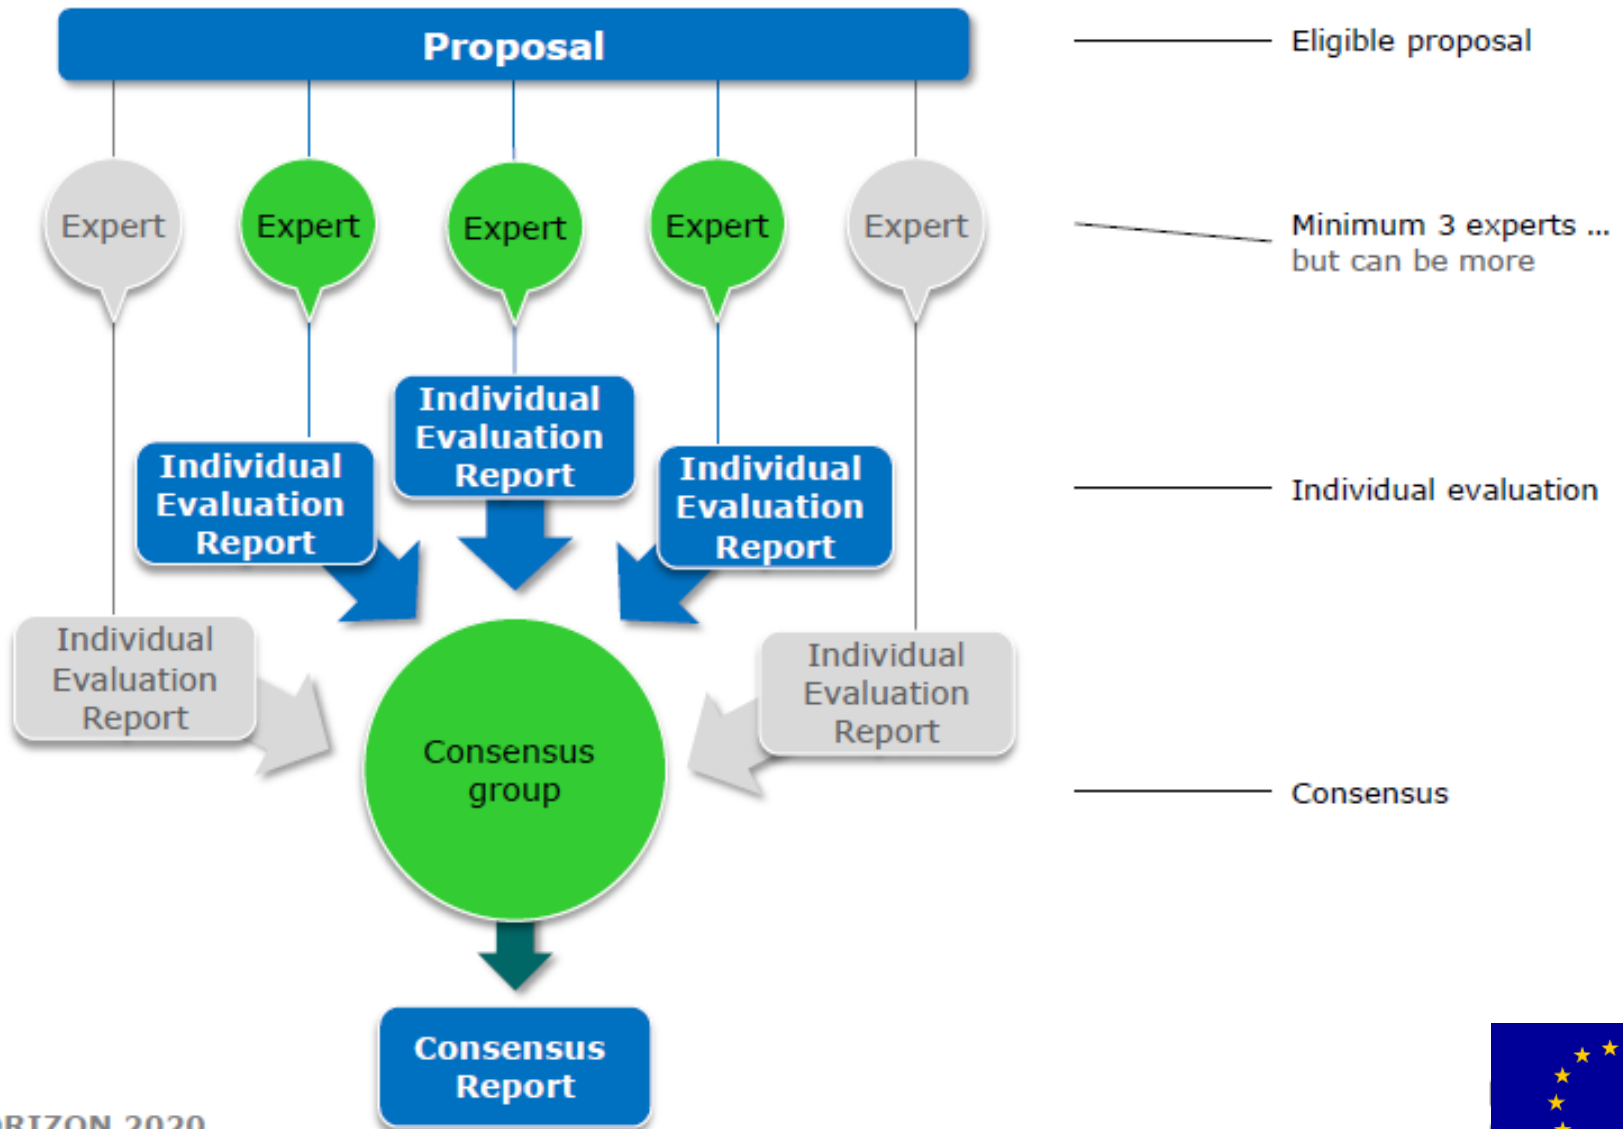 Proposal
Eligible proposal
Expert
Expert
Expert
Expert
Expert
Minimum 3 experts ...
but can be more
Individual
Evaluation
Report
Individual
Evaluation
Report
Individual
Evaluation
Report
Individual evaluation
Individual
Evaluation
Report
Individual
Evaluation
Report
Consensus
group
Consensus
Consensus
Report
2020